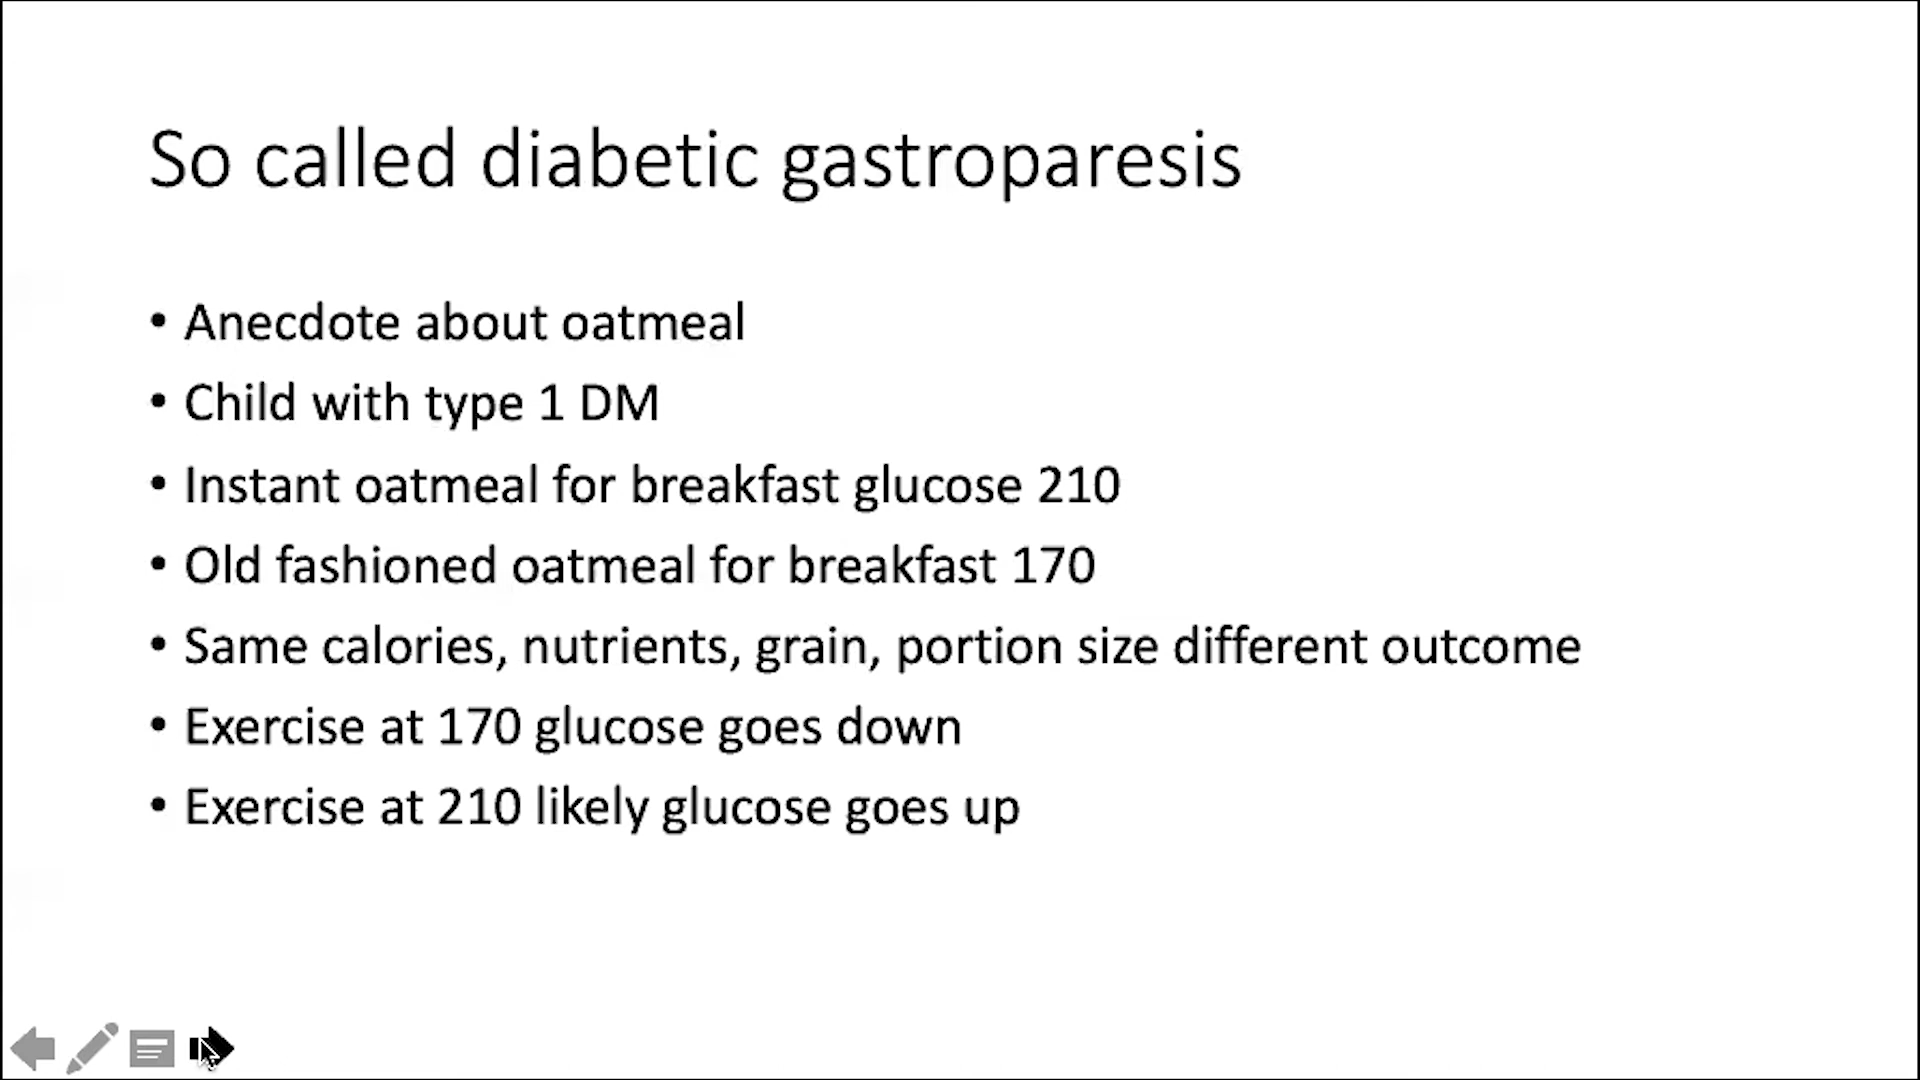 So called diabetic gastroparesis
• Anecdote about oatmeal
• Child with type 1 DM
• Instant oatmeal for breakfast glucose 210
• Old fashioned oatmeal for breakfast 170
• Same calories, nutrients, grain, portion size different outcome
• Exercise at 170 glucose goes down
• Exercise at 210 likely glucose goes up